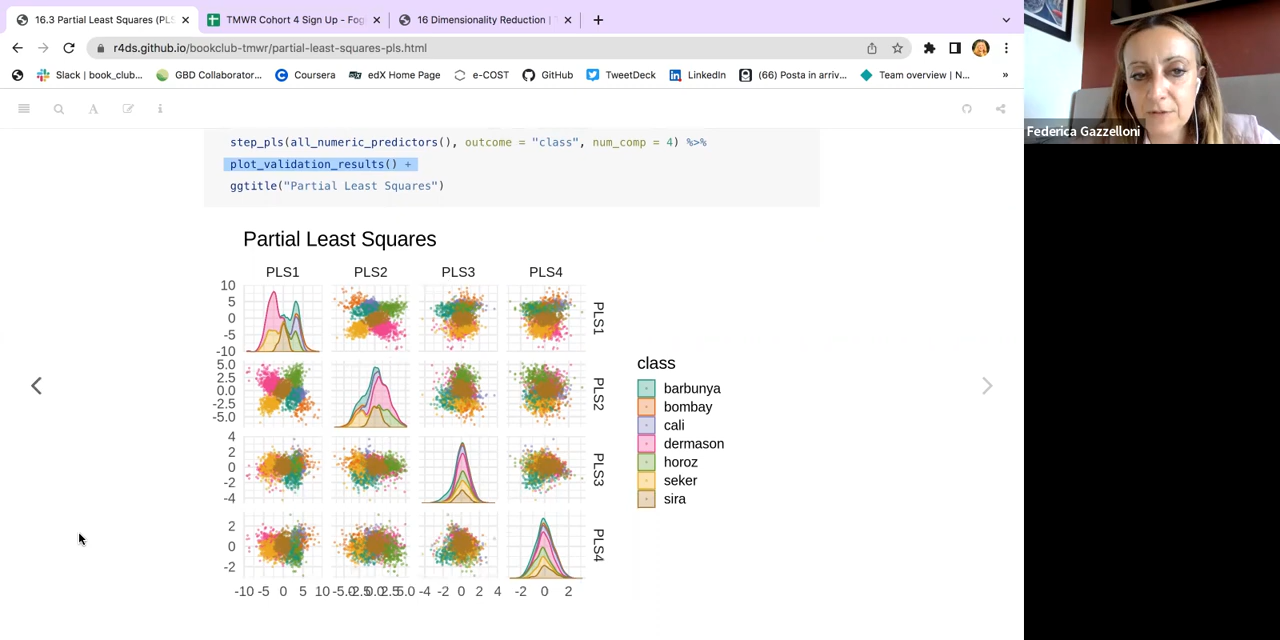 16.3 Partial Least Squares (PLS
TMWR Cohort 4 Sign Up - Fog
16 Dimensionality Reduction |
r4ds.github.io/bookclub-tmwr/partial-least-squares-pls.html
Slack | book_club...
GBD Collaborator...
Coursera
edX Home Page
e-COST
GitHub
TweetDeck
LinkedIn
(66) Posta in arriv...
Team overview | N...
»
Federica Gazzelloni
step_pls(all_numeric_predictors(), outcome = "class", num_comp = 4) %>%
plot_validation_results() +
ggtitle("Partial Least Squares")
Partial Least Squares
PLS1 PLS2 PLS3 PLS4
10
5
0
-5
-10
PLS1
5.0
2.5
0.0
-2.5
-5.0
PLS2
4
2
0
-2
-4
PLS3
2
0
-2
PLS4
-10 -5 0 5 10 -5.0 -2.5 0.0 2.5 5.0 -4 -2 0 2 4 -2 0 2
class
barbunya
bombay
cali
dermason
horoz
seker
sira